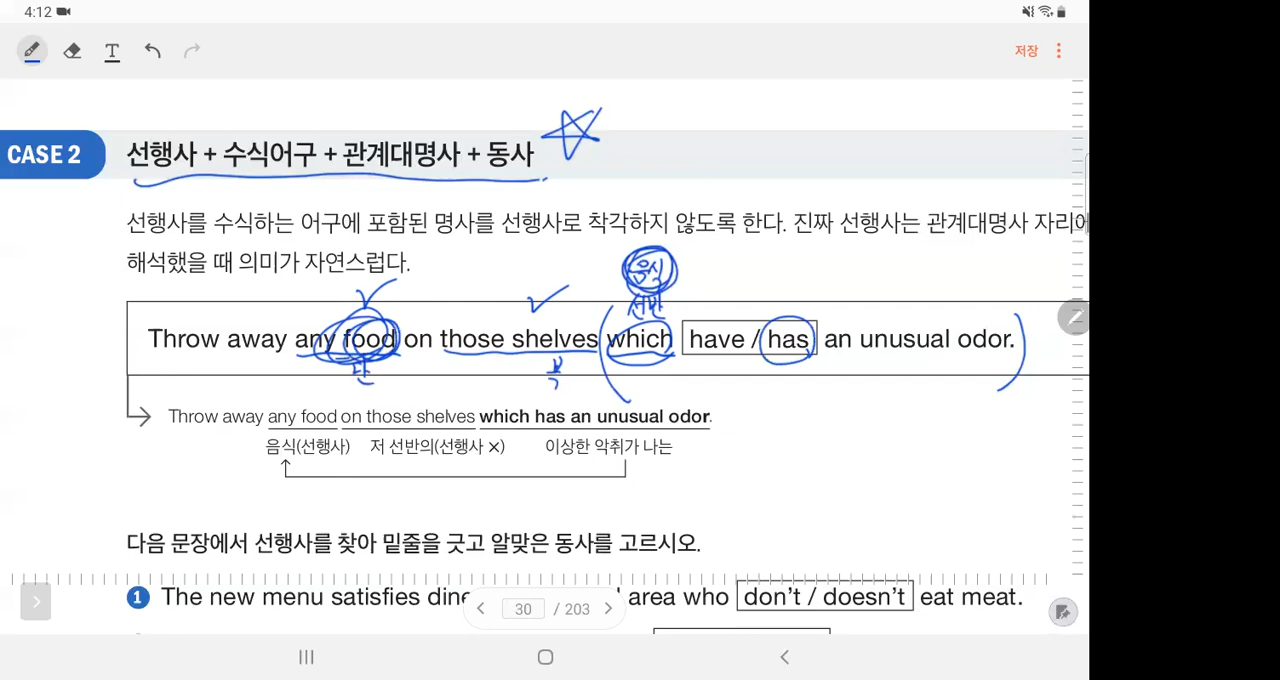 4:12
저장
CASE 2 선행사 + 수식어구 + 관계대명사 + 동사
선행사를 수식하는 어구에 포함된 명사를 선행사로 착각하지 않도록 한다. 진짜 선행사는 관계대명사 자리에
해석했을 때 의미가 자연스럽다.
음식
선반
Throw away any food on those shelves which have / has an unusual odor.
단 복
Throw away any food on those shelves which has an unusual odor.
음식(선행사) 저 선반의(선행사 ×) 이상한 악취가 나는
다음 문장에서 선행사를 찾아 밑줄을 긋고 알맞은 동사를 고르시오.
1 The new menu satisfies area who don't / doesn't eat meat.
30 / 203